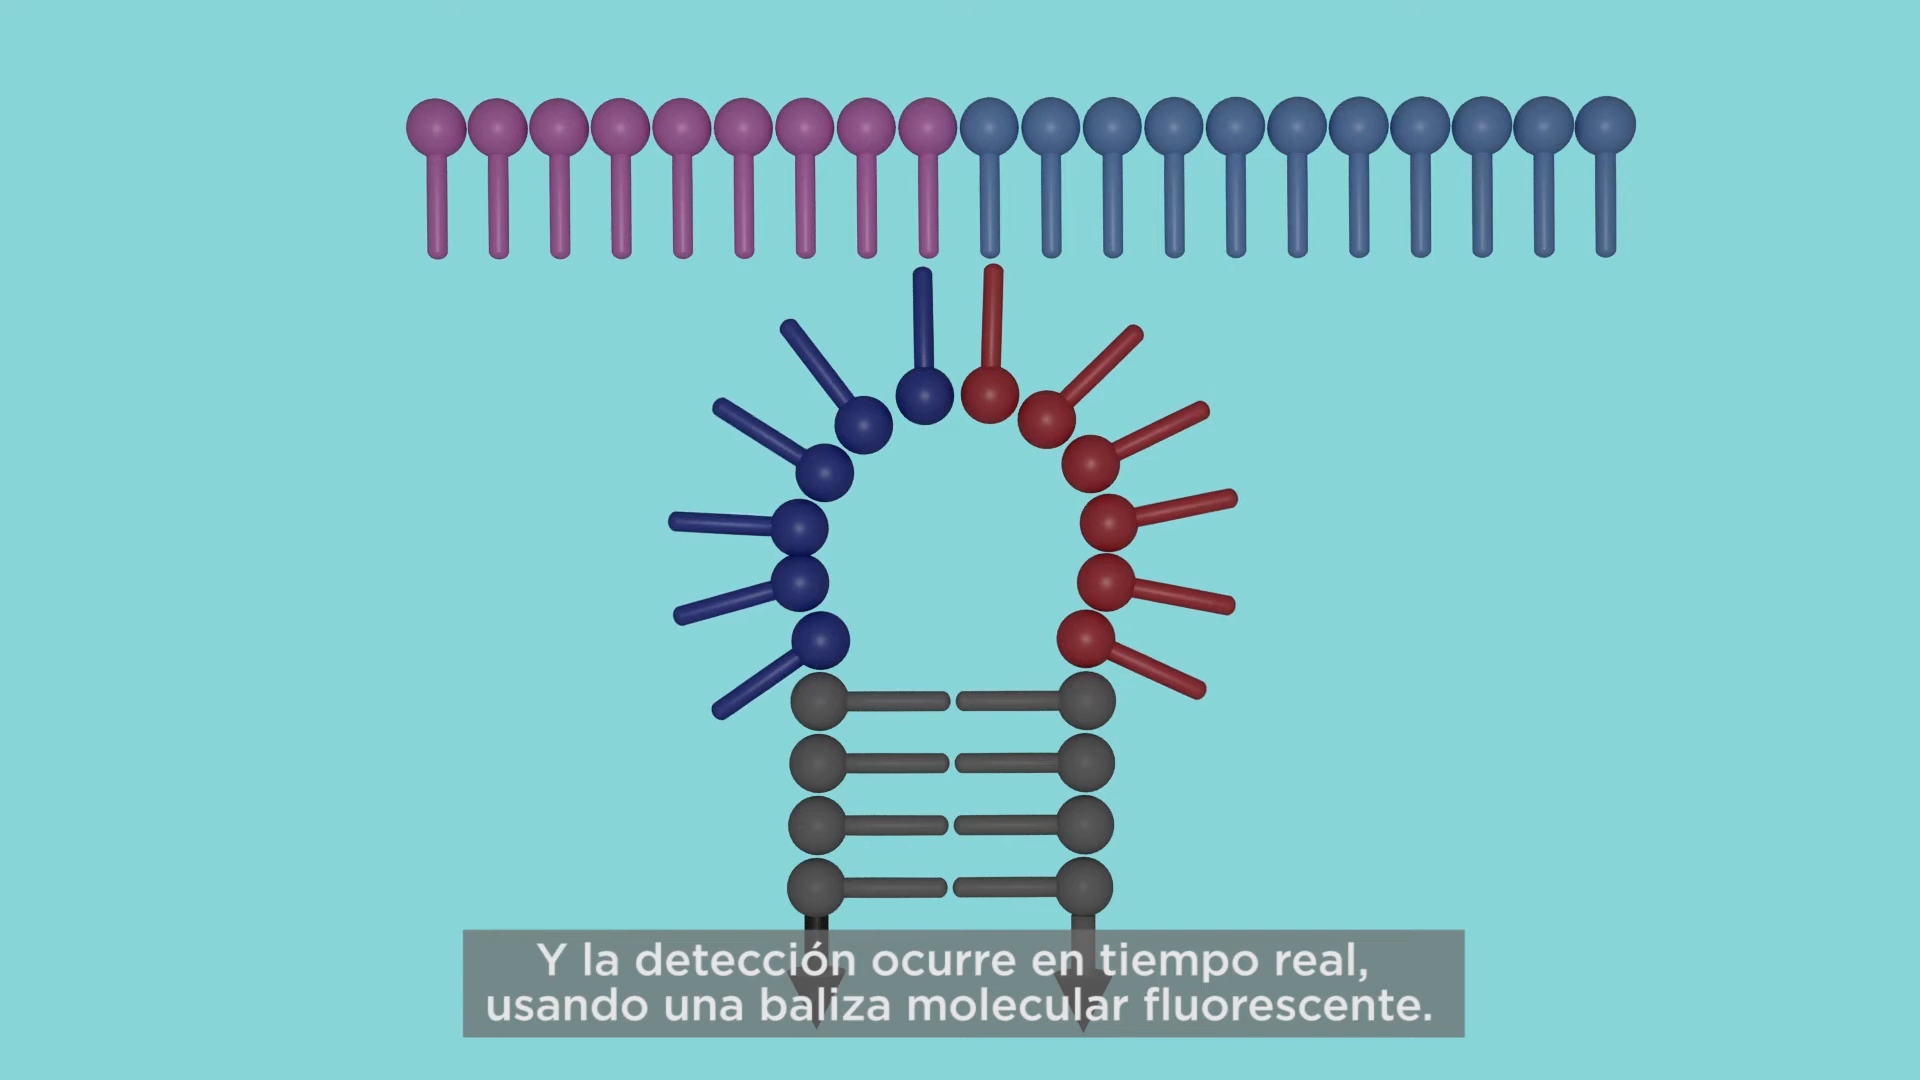 Y la detección ocurre en tiempo real,
usando una baliza molecular fluorescente.